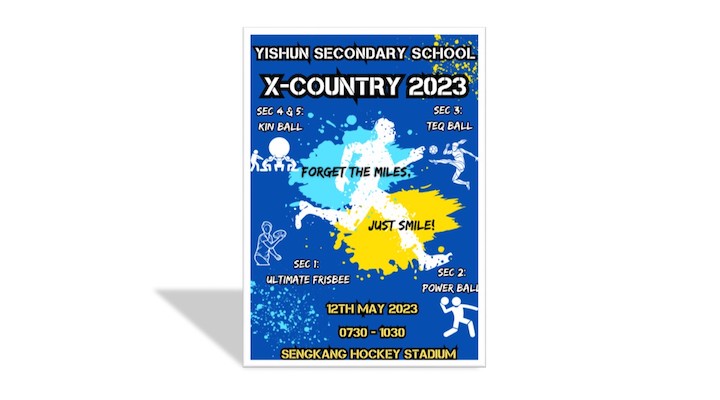 YISHUN SECONDARY SCHOOL
X-COUNTRY 2023
SEC 4 & 5:
KIN BALL
SEC 3:
TEQ BALL
FORGET THE MILES,
JUST SMILE!
SEC 1:
ULTIMATE FRISBEE
SEC 2:
POWER BALL
12TH MAY 2023
0730 - 1030
SENGKANG HOCKEY STADIUM